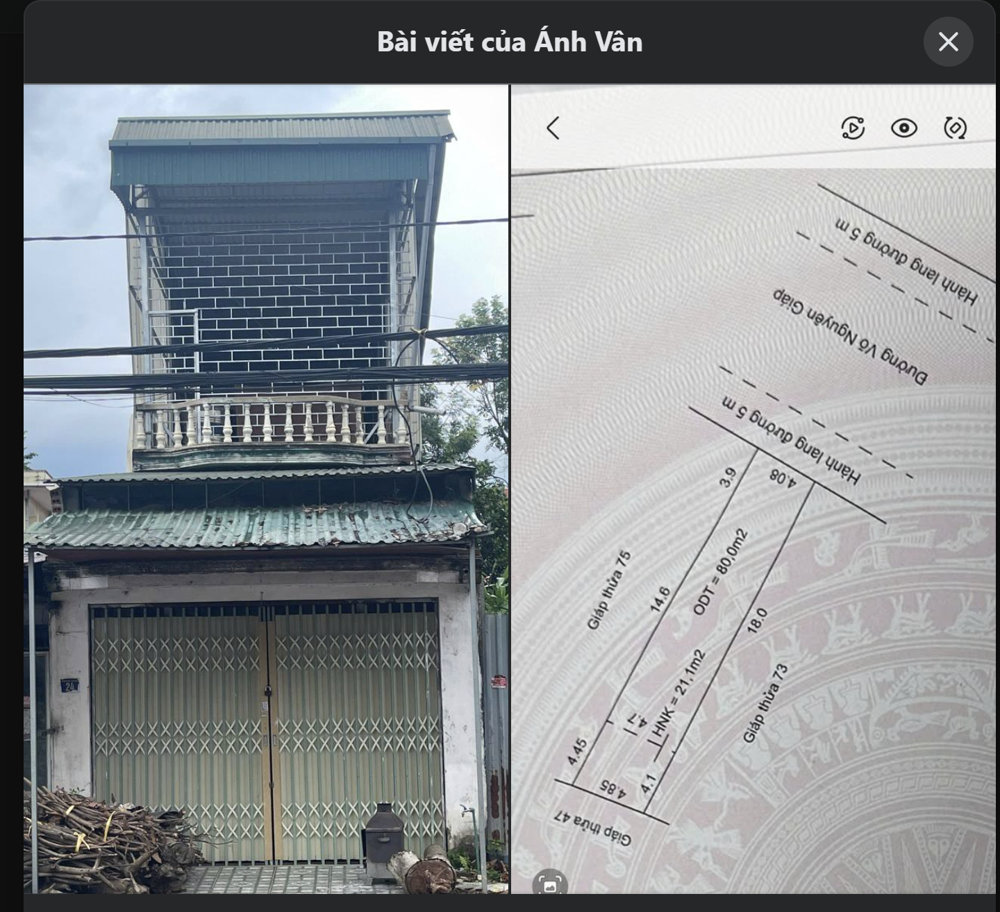 Bài viết của Ánh Vân
24
Hành lang đường 5 m
Đường Võ Nguyên Giáp
Hành lang đường 5 m
3.9
4.08
Giáp thửa 75
14.6
ODT = 80,0m2
18.0
HNK = 21,1m2
4.7
Giáp thửa 73
4.45
4.85
4.1
Giáp thửa 47